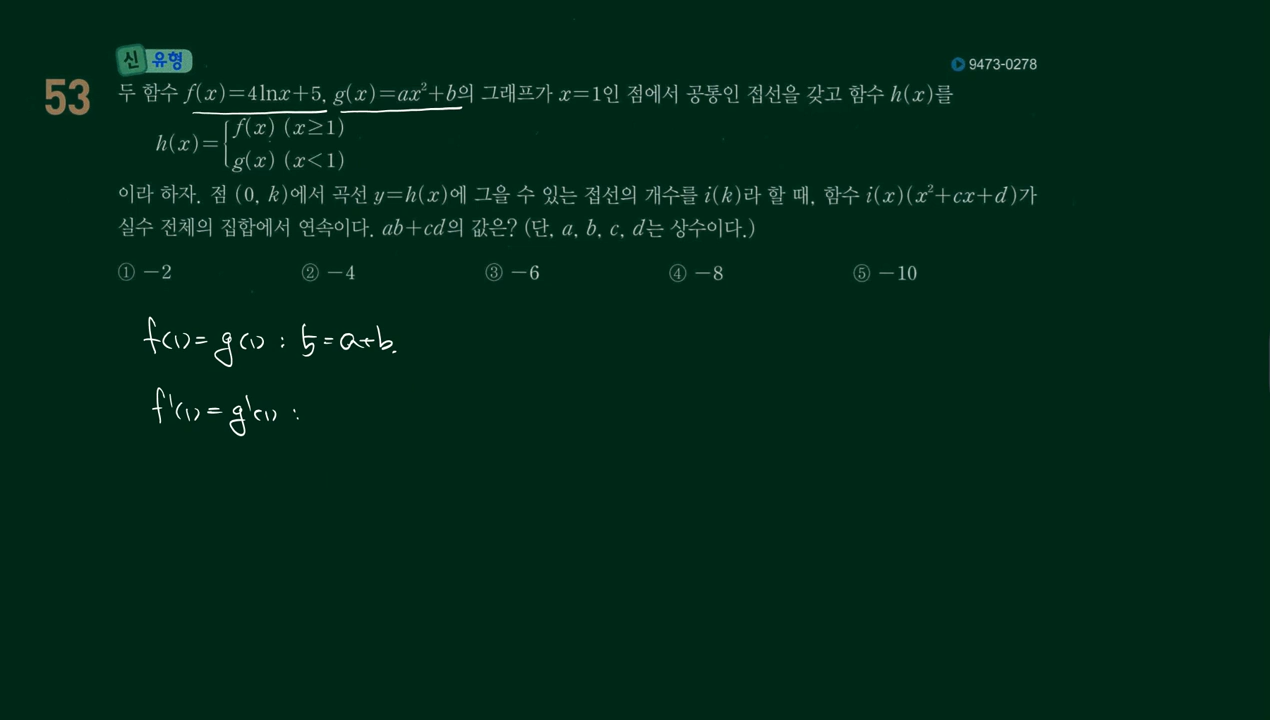 신유형
9473-0278
53 두 함수 f(x)=4lnx+5, g(x)=ax²+b의 그래프가 x=1인 점에서 공통인 접선을 갖고 함수 h(x)를
h(x)={f(x) (x≥1)
g(x) (x<1)
이라 하자. 점 (0, k)에서 곡선 y=h(x)에 그을 수 있는 접선의 개수를 i(k)라 할 때, 함수 i(x)(x²+cx+d)가
실수 전체의 집합에서 연속이다. ab+cd의 값은? (단, a, b, c, d는 상수이다.)
① -2 ② -4 ③ -6 ④ -8 ⑤ -10
f(1)=g(1) : 5=a+b.
f'(1)=g'(1) :